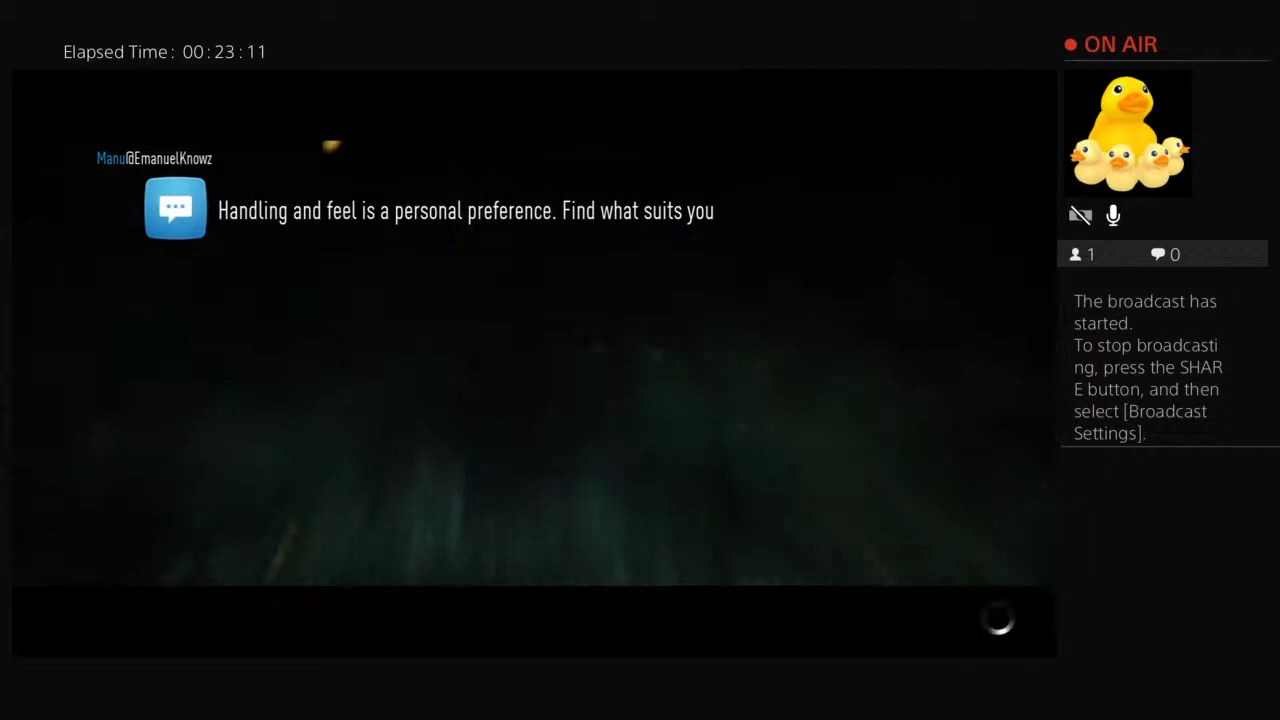 Elapsed Time: 00:23:11
ON AIR
Manu@EmanuelKnowz
Handling and feel is a personal preference. Find what suits you
1 0
The broadcast has
started.
To stop broadcasti
ng, press the SHAR
E button, and then
select [Broadcast
Settings].